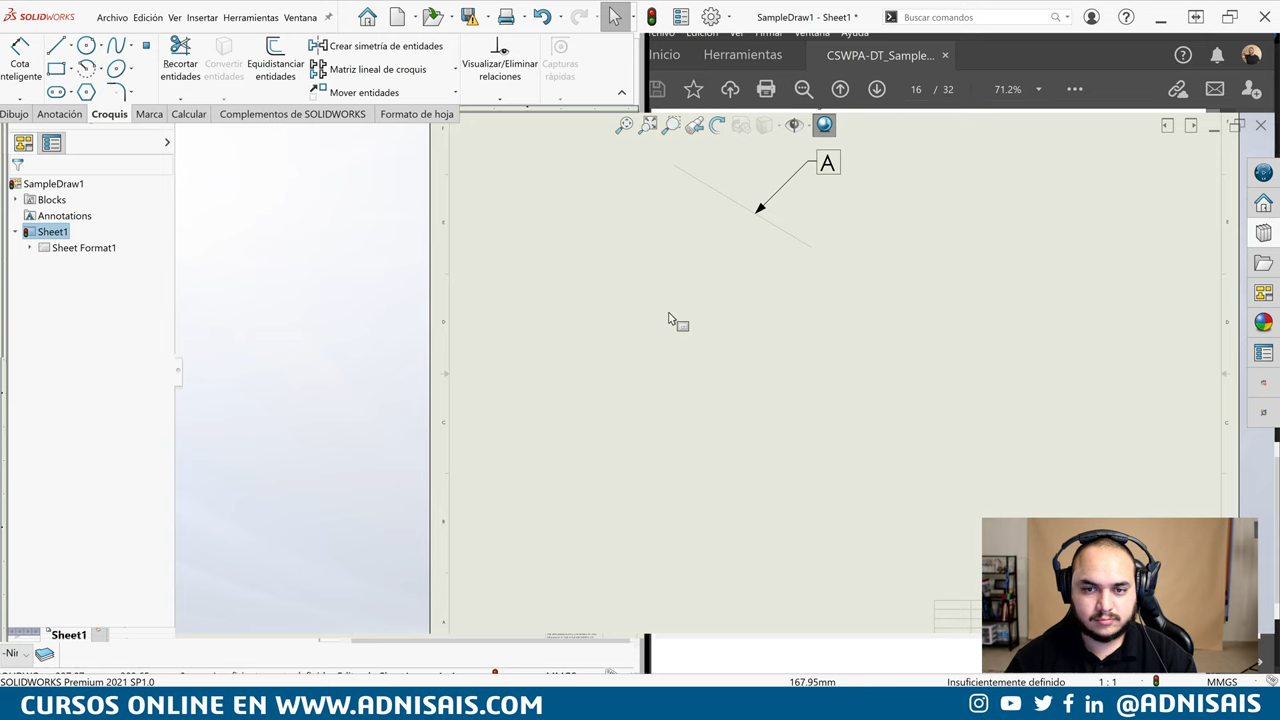 SOLIDWORKS
Archivo Edición Ver Insertar Herramientas Ventana
SampleDraw1 - Sheet1 *
Buscar comandos
Cota
inteligente
Recortar
entidades
Convertir
entidades
Equidistanciar
entidades
Crear simetría de entidades
Matriz lineal de croquis
Mover entidades
Visualizar/Eliminar
relaciones
Capturas
rápidas
Inicio
Herramientas
CSWPA-DT_Sample...
16 / 32
71.2%
Dibujo Anotación Croquis Marca Calcular Complementos de SOLIDWORKS Formato de hoja
SampleDraw1
Blocks
Annotations
Sheet1
Sheet Format1
A
E
E
D
D
C
C
B
A
Sheet1
SOLIDWORKS Premium 2021 SP1.0
167.95mm
Insuficientemente definido
1 : 1
MMGS
CURSOS ONLINE EN WWW.ADNISAIS.COM
@ADNISAIS